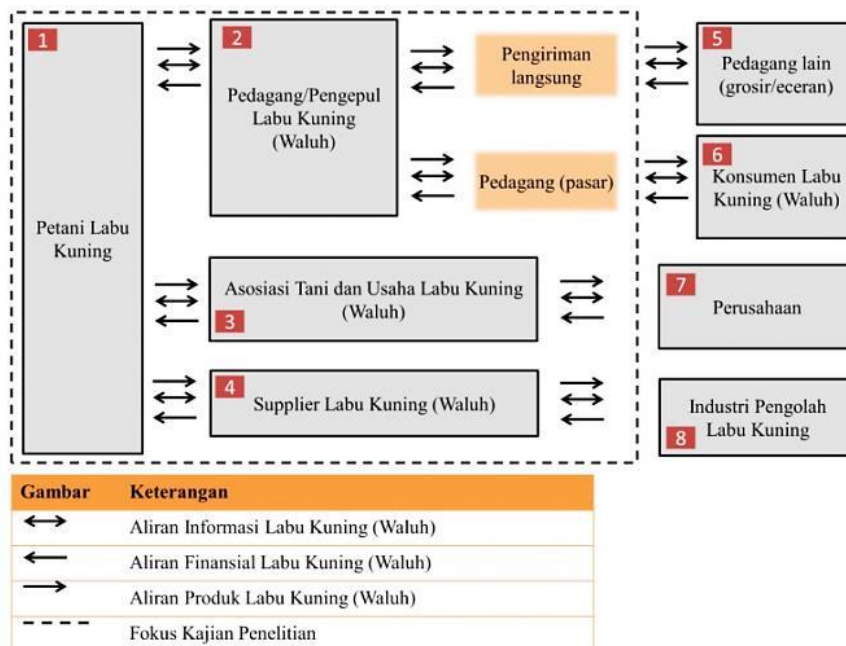 1
Petani Labu
Kuning
2
Pedagang/Pengepul
Labu Kuning
(Waluh)
Pengiriman
langsung
Pedagang (pasar)
Asosiasi Tani dan Usaha Labu Kuning
(Waluh)
3
4
Supplier Labu Kuning (Waluh)
5
Pedagang lain
(grosir/eceran)
6
Konsumen Labu
Kuning (Waluh)
7
Perusahaan
Industri Pengolah
Labu Kuning
8
Gambar Keterangan
Aliran Informasi Labu Kuning (Waluh)
Aliran Finansial Labu Kuning (Waluh)
Aliran Produk Labu Kuning (Waluh)
Fokus Kajian Penelitian